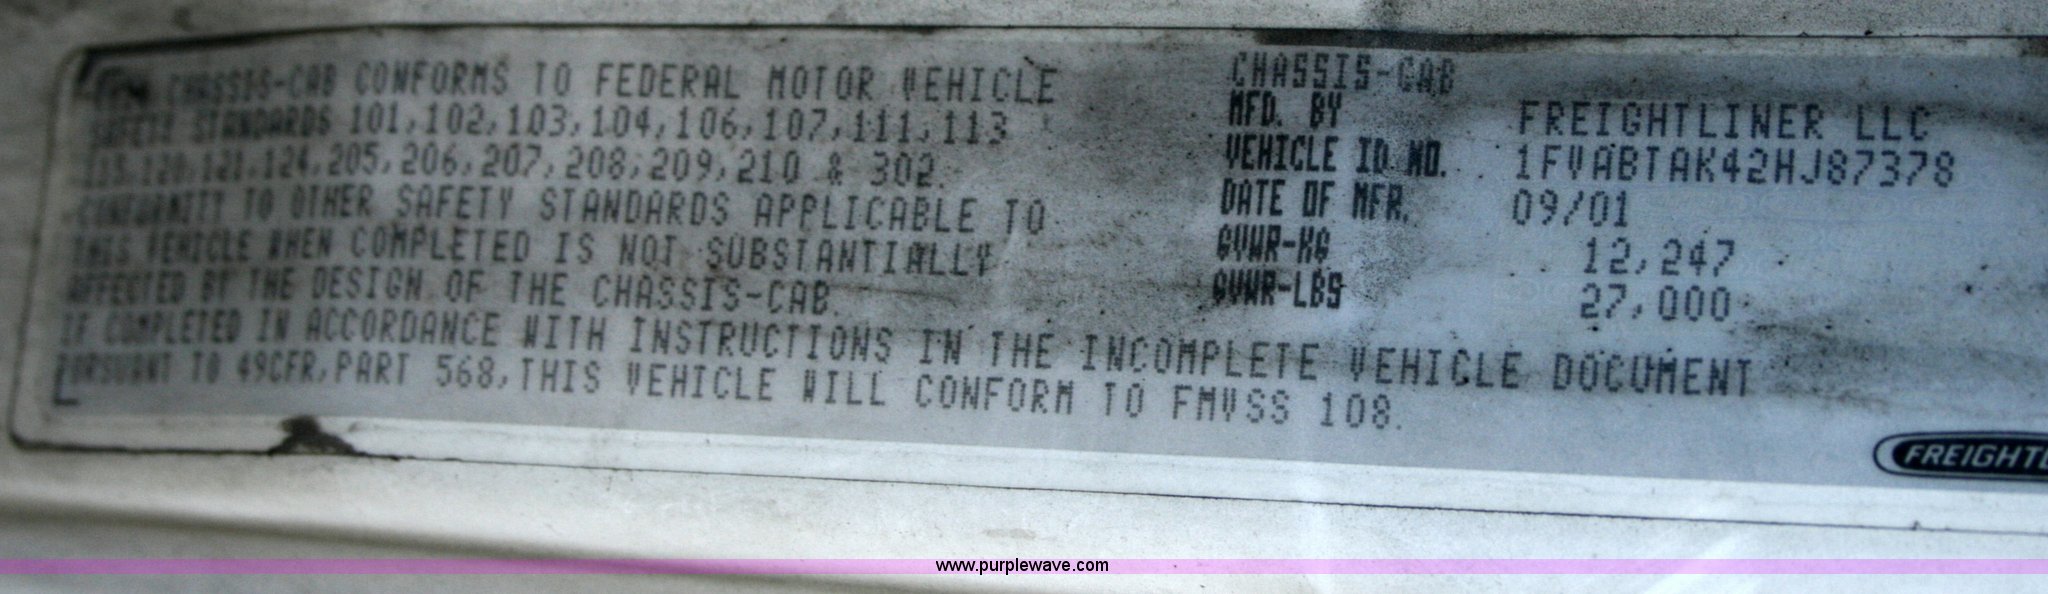 CHASSIS-CAB CONFORMS TO FEDERAL MOTOR VEHICLE
SAFETY STANDARDS 101,102,103,104,106,107,111,113
115,120,121,124,205,206,207,208,209,210 & 302.
CONFORMITY TO OTHER SAFETY STANDARDS APPLICABLE TO
THIS VEHICLE WHEN COMPLETED IS NOT SUBSTANTIALLY
AFFECTED BY THE DESIGN OF THE CHASSIS-CAB.
IF COMPLETED IN ACCORDANCE WITH INSTRUCTIONS IN THE INCOMPLETE VEHICLE DOCUMENT
PURSUANT TO 49CFR,PART 568,THIS VEHICLE WILL CONFORM TO FMVSS 108.
CHASSIS-CAB
MFD. BY FREIGHTLINER LLC
VEHICLE ID NO. 1FVABTAK42HJ87378
DATE OF MFR. 09/01
GVWR-KG 12,247
GVWR-LBS 27,000
FREIGHTL
www.purplewave.com